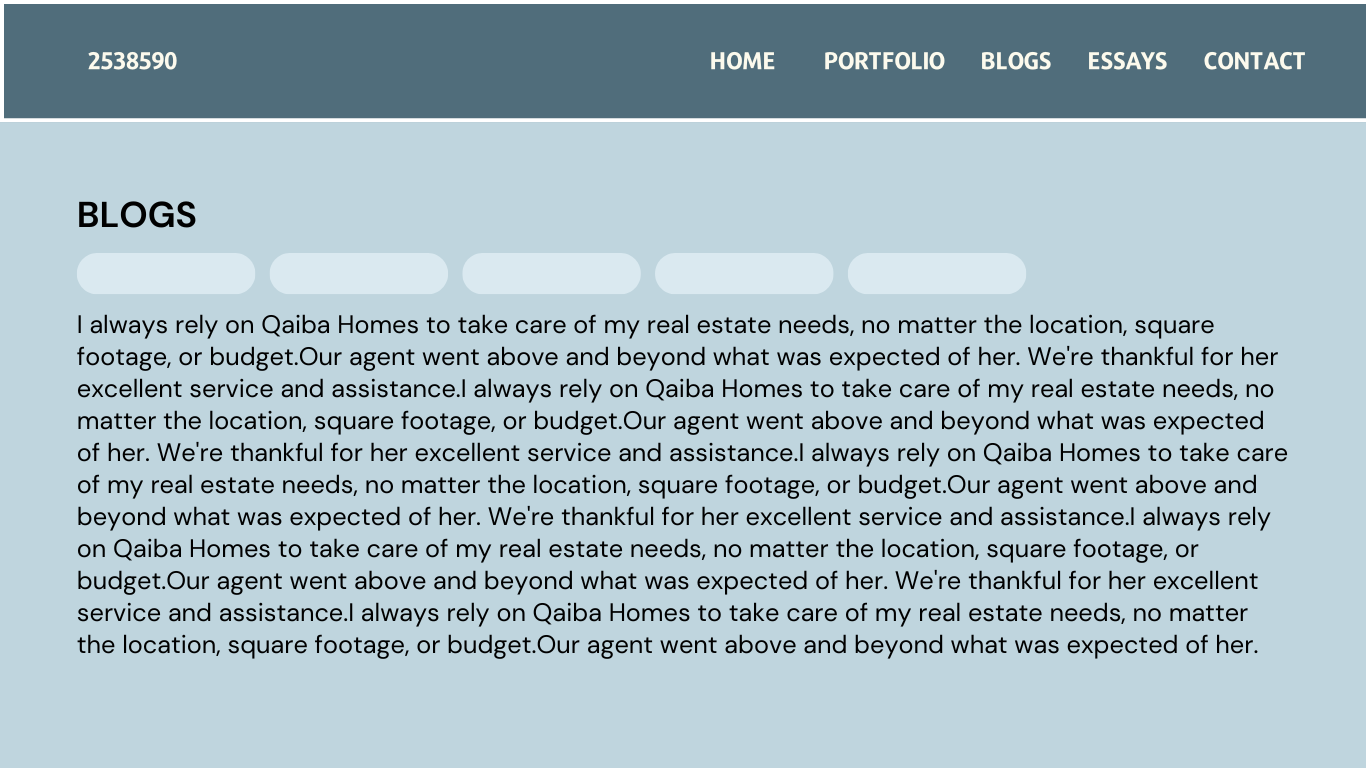 2538590 HOME PORTFOLIO BLOGS ESSAYS CONTACT
BLOGS
I always rely on Qaiba Homes to take care of my real estate needs, no matter the location, square
footage, or budget.Our agent went above and beyond what was expected of her. We're thankful for her
excellent service and assistance.I always rely on Qaiba Homes to take care of my real estate needs, no
matter the location, square footage, or budget.Our agent went above and beyond what was expected
of her. We're thankful for her excellent service and assistance.I always rely on Qaiba Homes to take care
of my real estate needs, no matter the location, square footage, or budget.Our agent went above and
beyond what was expected of her. We're thankful for her excellent service and assistance.I always rely
on Qaiba Homes to take care of my real estate needs, no matter the location, square footage, or
budget.Our agent went above and beyond what was expected of her. We're thankful for her excellent
service and assistance.I always rely on Qaiba Homes to take care of my real estate needs, no matter
the location, square footage, or budget.Our agent went above and beyond what was expected of her.